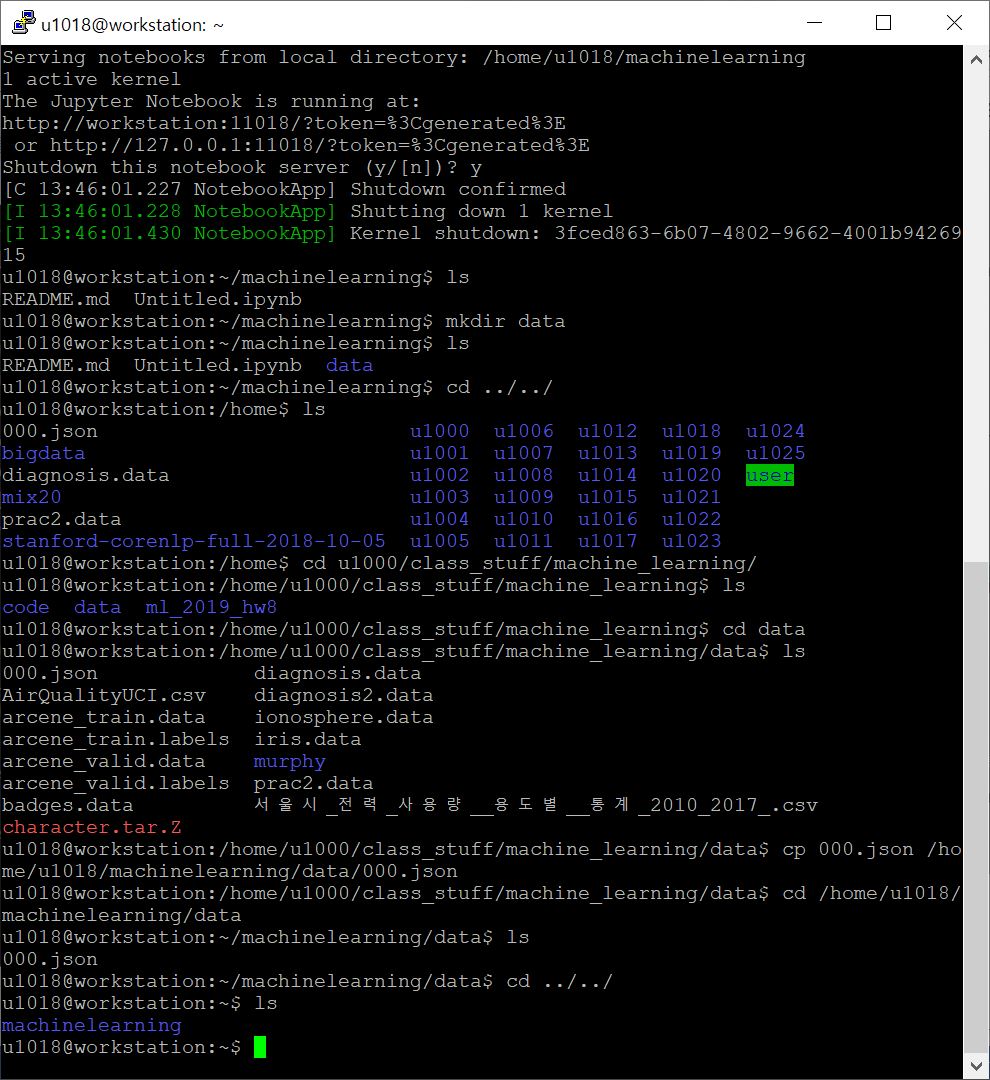 u1018@workstation: ~
Serving notebooks from local directory: /home/u1018/machinelearning
1 active kernel
The Jupyter Notebook is running at:
http://workstation:11018/?token=%3Cgenerated%3E
 or http://127.0.0.1:11018/?token=%3Cgenerated%3E
Shutdown this notebook server (y/[n])? y
[C 13:46:01.227 NotebookApp] Shutdown confirmed
[I 13:46:01.228 NotebookApp] Shutting down 1 kernel
[I 13:46:01.430 NotebookApp] Kernel shutdown: 3fced863-6b07-4802-9662-4001b94269
15
u1018@workstation:~/machinelearning$ ls
README.md  Untitled.ipynb
u1018@workstation:~/machinelearning$ mkdir data
u1018@workstation:~/machinelearning$ ls
README.md  Untitled.ipynb  data
u1018@workstation:~/machinelearning$ cd ../../
u1018@workstation:/home$ ls
000.json                          u1000  u1006  u1012  u1018  u1024
bigdata                           u1001  u1007  u1013  u1019  u1025
diagnosis.data                    u1002  u1008  u1014  u1020  user
mix20                             u1003  u1009  u1015  u1021
prac2.data                        u1004  u1010  u1016  u1022
stanford-corenlp-full-2018-10-05  u1005  u1011  u1017  u1023
u1018@workstation:/home$ cd u1000/class_stuff/machine_learning/
u1018@workstation:/home/u1000/class_stuff/machine_learning$ ls
code  data  ml_2019_hw8
u1018@workstation:/home/u1000/class_stuff/machine_learning$ cd data
u1018@workstation:/home/u1000/class_stuff/machine_learning/data$ ls
000.json             diagnosis.data
AirQualityUCI.csv    diagnosis2.data
arcene_train.data    ionosphere.data
arcene_train.labels  iris.data
arcene_valid.data    murphy
arcene_valid.labels  prac2.data
badges.data          서울시_전력_사용량__용도별__통계_2010_2017_.csv
character.tar.Z
u1018@workstation:/home/u1000/class_stuff/machine_learning/data$ cp 000.json /ho
me/u1018/machinelearning/data/000.json
u1018@workstation:/home/u1000/class_stuff/machine_learning/data$ cd /home/u1018/
machinelearning/data
u1018@workstation:~/machinelearning/data$ ls
000.json
u1018@workstation:~/machinelearning/data$ cd ../../
u1018@workstation:~$ ls
machinelearning
u1018@workstation:~$